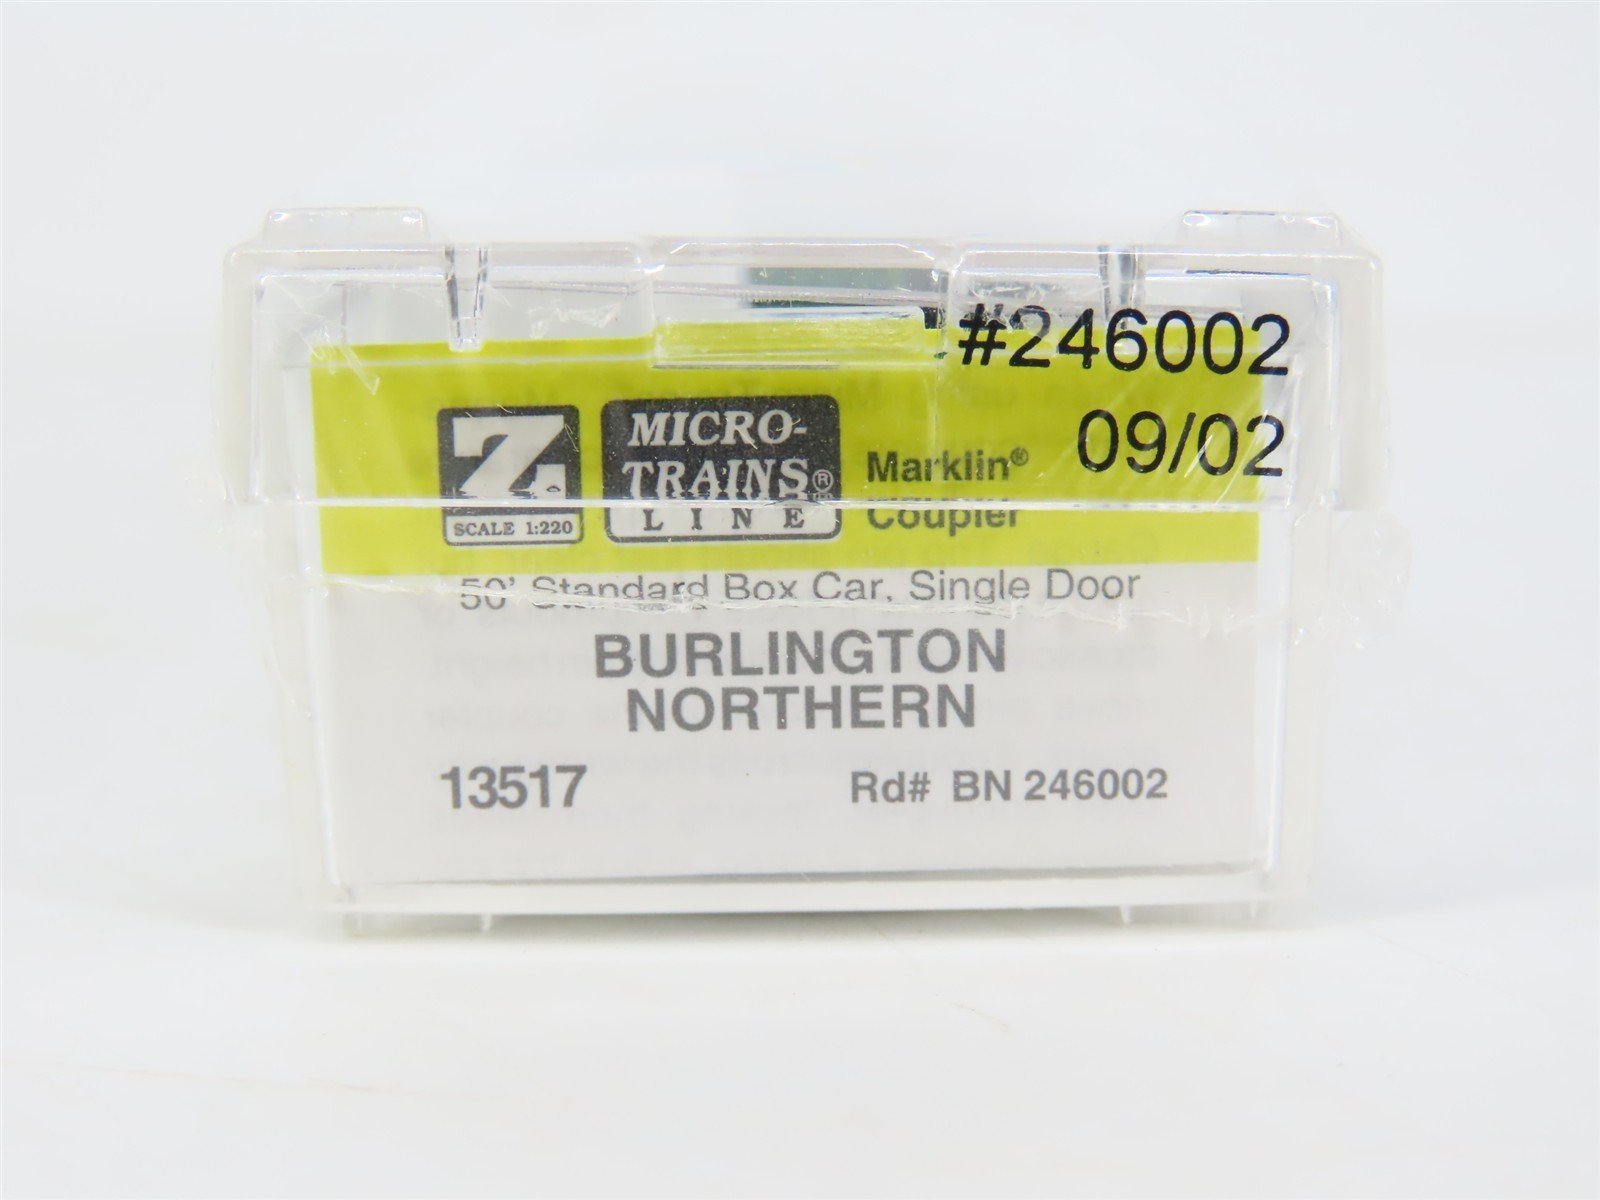 #246002
09/02
Z
SCALE 1:220
MICRO-
TRAINS®
LINE
Marklin®
Coupler
50' Standard Box Car, Single Door
BURLINGTON
NORTHERN
13517 Rd# BN 246002